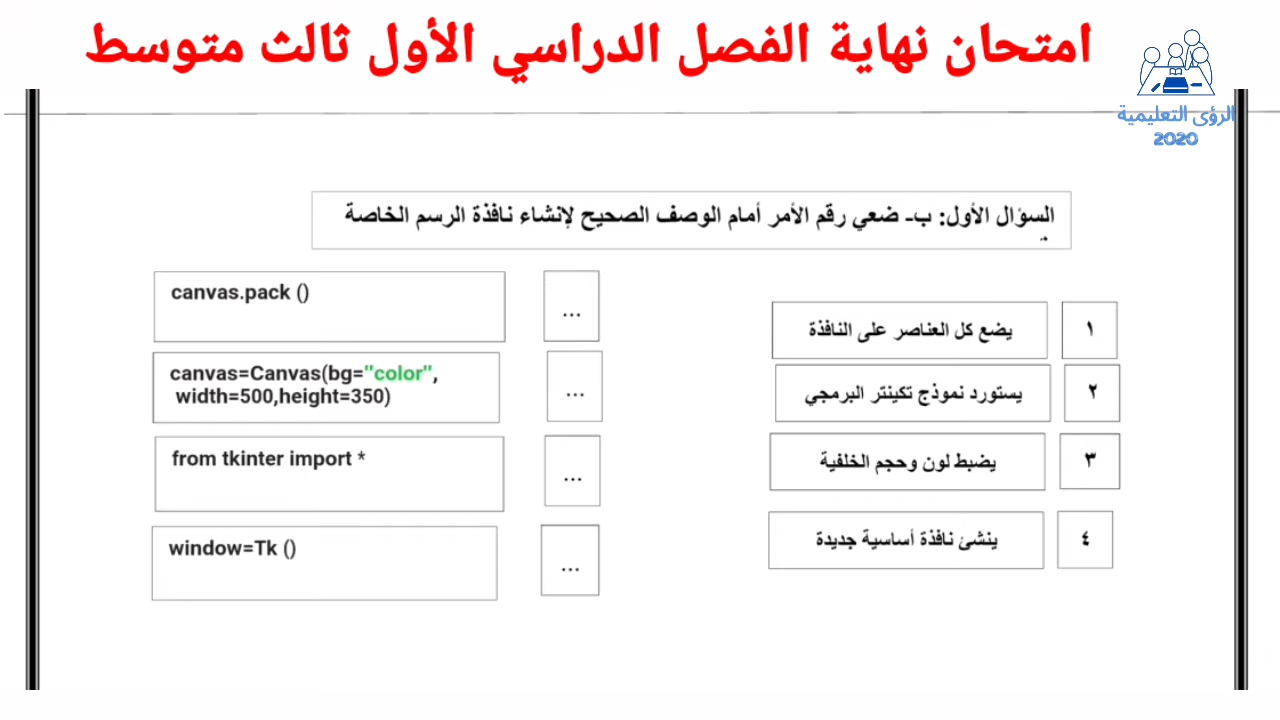 امتحان نهاية الفصل الدراسي الأول ثالث متوسط
الرؤى التعليمية
2020
السؤال الأول: ب- ضعي رقم الأمر أمام الوصف الصحيح لإنشاء نافذة الرسم الخاصة
١
يضع كل العناصر على النافذة
...
canvas.pack ()
٢
يستورد نموذج تكينتر البرمجي
...
canvas=Canvas(bg="color",
width=500,height=350)
٣
يضبط لون وحجم الخلفية
...
from tkinter import *
٤
ينشئ نافذة أساسية جديدة
...
window=Tk ()